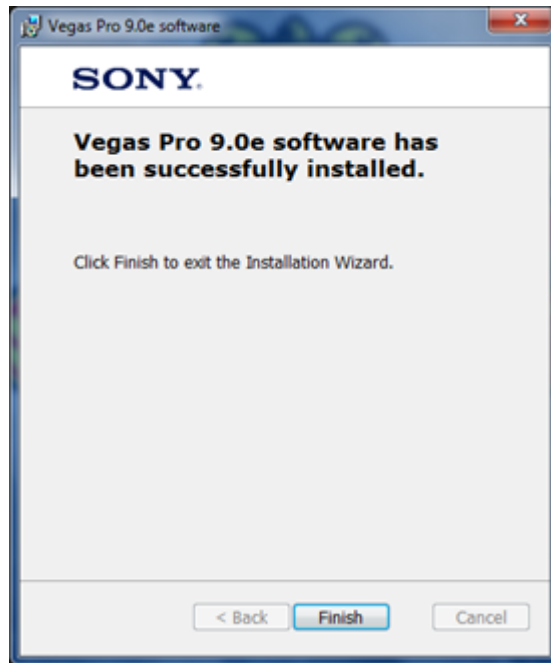 Vegas Pro 9.0e software
SONY.
Vegas Pro 9.0e software has
been successfully installed.
Click Finish to exit the Installation Wizard.
< Back Finish Cancel